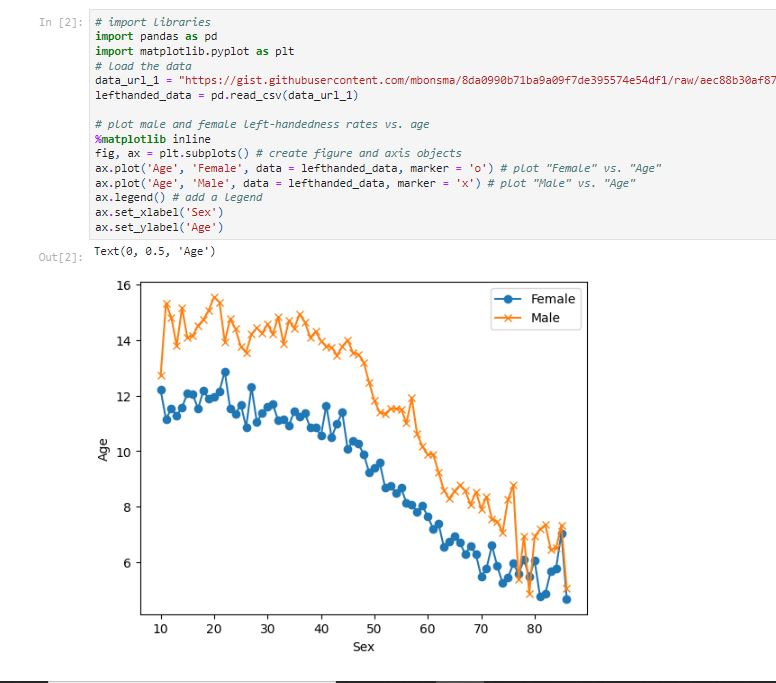 In [2]:
# import libraries
import pandas as pd
import matplotlib.pyplot as plt
# load the data
data_url_1 = "https://gist.githubusercontent.com/mbonsma/8da0990b71ba9a09f7de395574e54df1/raw/aec88b30af87
lefthanded_data = pd.read_csv(data_url_1)
# plot male and female left-handedness rates vs. age
%matplotlib inline
fig, ax = plt.subplots() # create figure and axis objects
ax.plot('Age', 'Female', data = lefthanded_data, marker = 'o') # plot "Female" vs. "Age"
ax.plot('Age', 'Male', data = lefthanded_data, marker = 'x') # plot "Male" vs. "Age"
ax.legend() # add a legend
ax.set_xlabel('Sex')
ax.set_ylabel('Age')
Out[2]:
Text(0, 0.5, 'Age')
Female
Male
16
14
12
10
8
6
Age
10 20 30 40 50 60 70 80
Sex